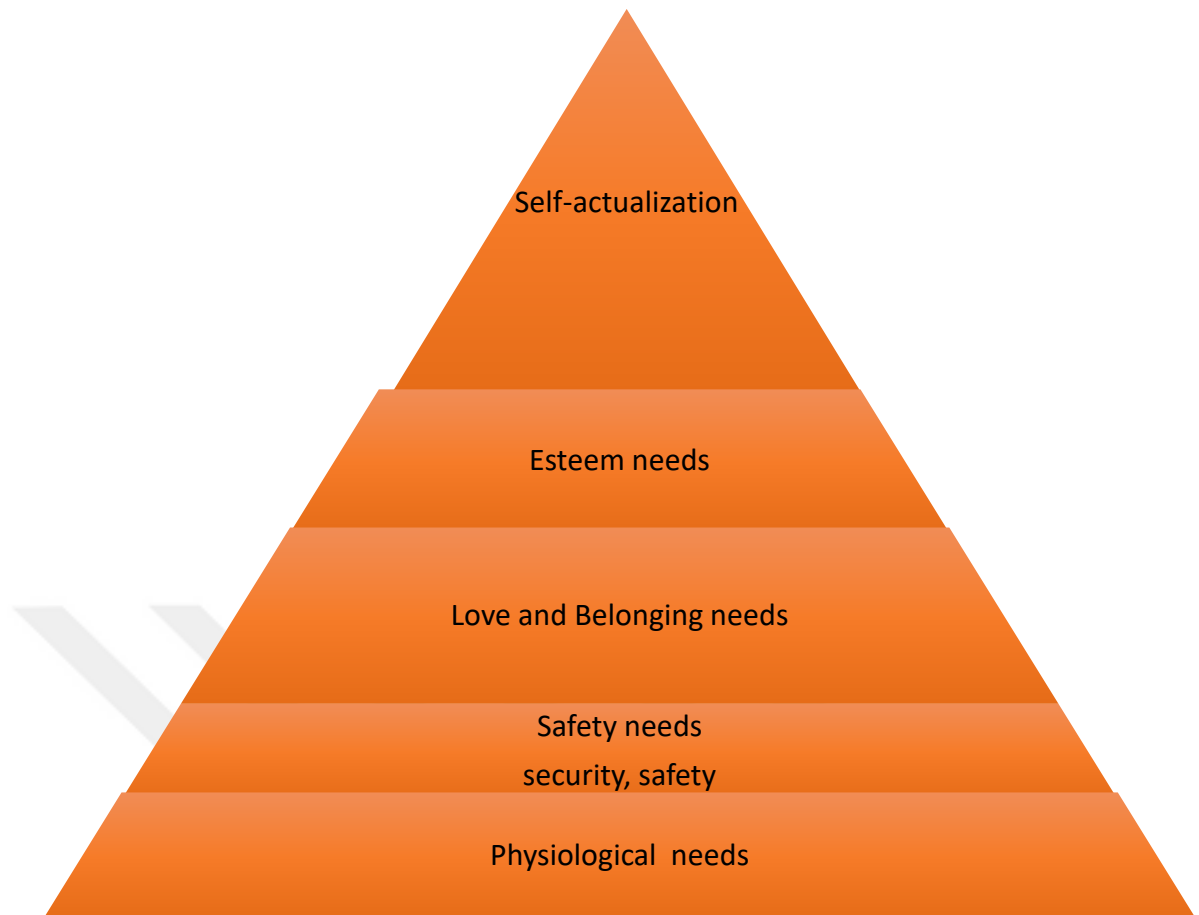 Self-actualization
Esteem needs
Love and Belonging needs
Safety needs
security, safety
Physiological  needs